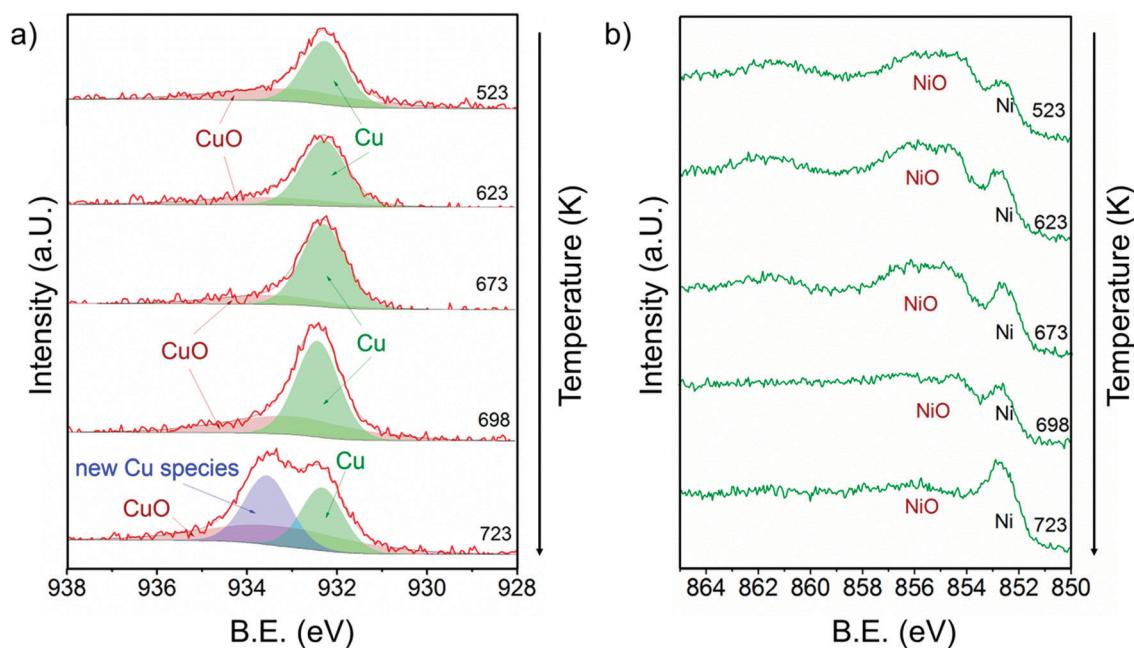 a)
Intensity (a.U.)
523
CuO
Cu
623
673
CuO
Cu
698
new Cu species
Cu
CuO
723
938 936 934 932 930 928
B.E. (eV)
Temperature (K)
b)
Intensity (a.U.)
NiO
Ni
523
NiO
Ni
623
NiO
Ni
673
NiO
Ni
698
NiO
Ni
723
864 862 860 858 856 854 852 850
B.E. (eV)
Temperature (K)